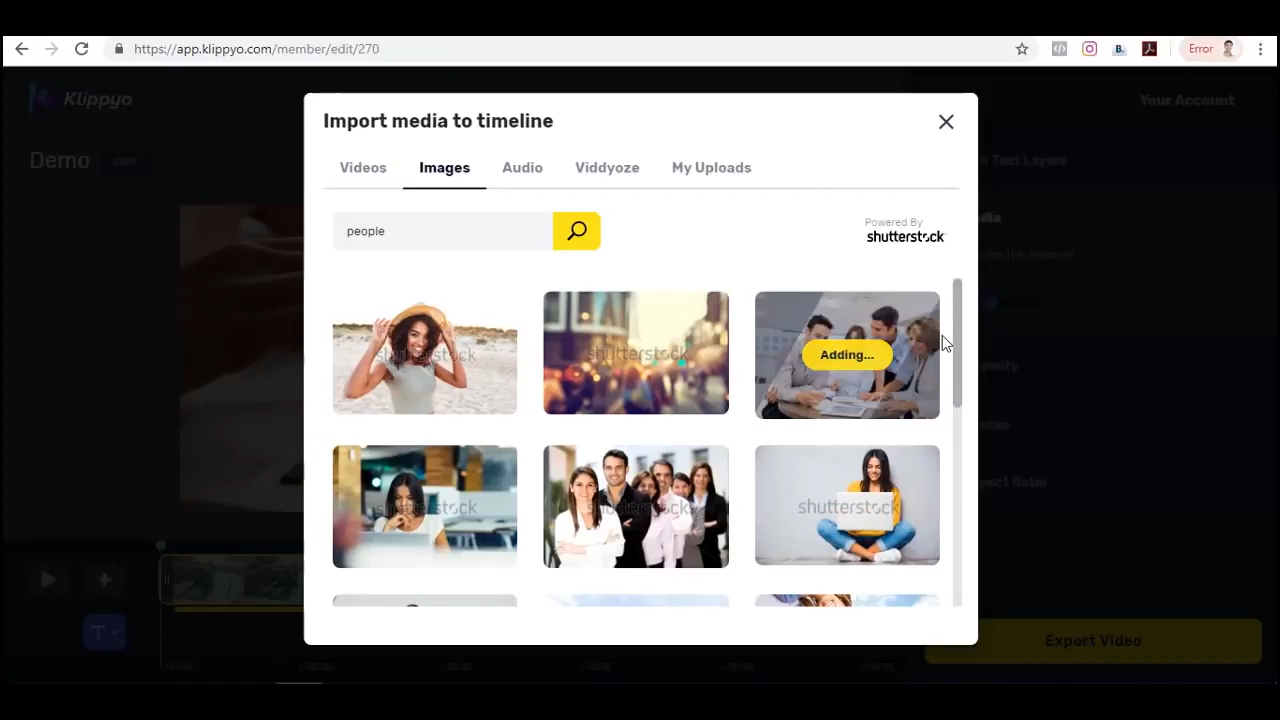 https://app.klippyo.com/member/edit/270
Error
Klippyo
Your Account
Demo
Import media to timeline
Videos
Images
Audio
Viddyoze
My Uploads
people
Powered By
shutterstock
shutterstock
shutterstock
Adding...
shutterstock
shutterstock
shutterstock
T
Export Video